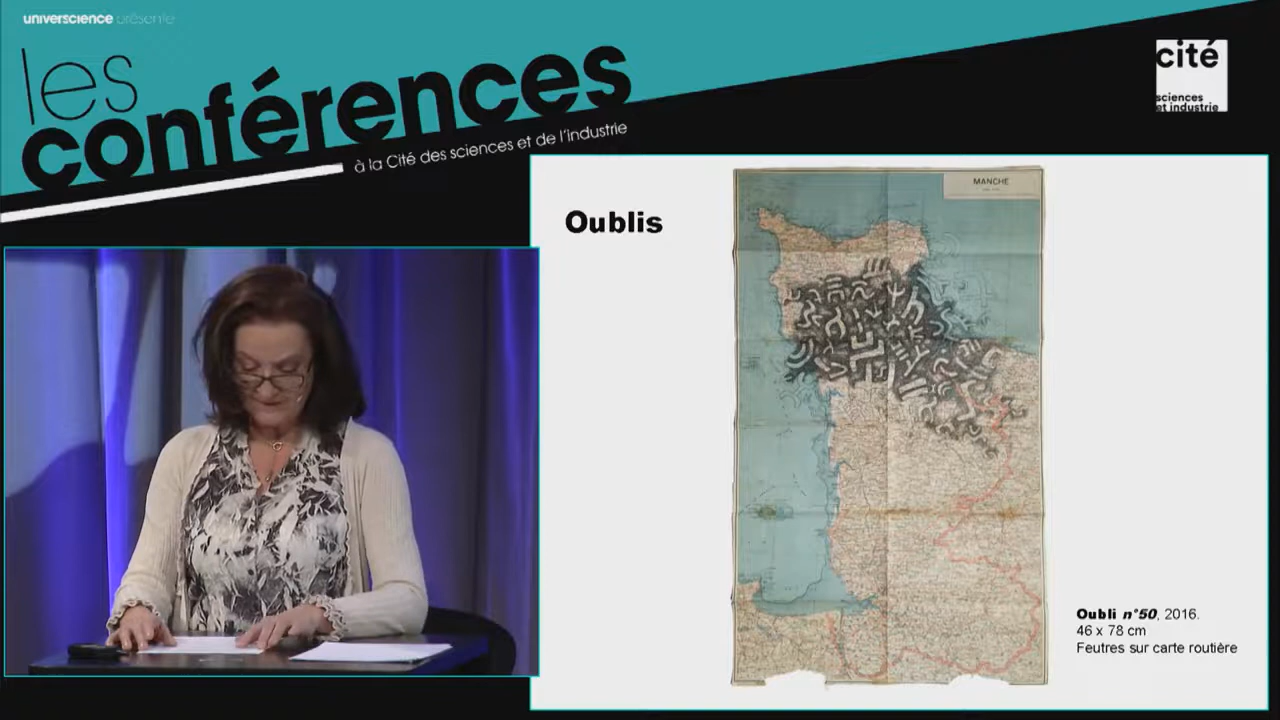 universcience présente
les
conférences
à la Cité des sciences et de l'industrie
cité
sciences
et industrie
Oublis
MANCHE
Oubli n°50, 2016.
46 x 78 cm
Feutres sur carte routière